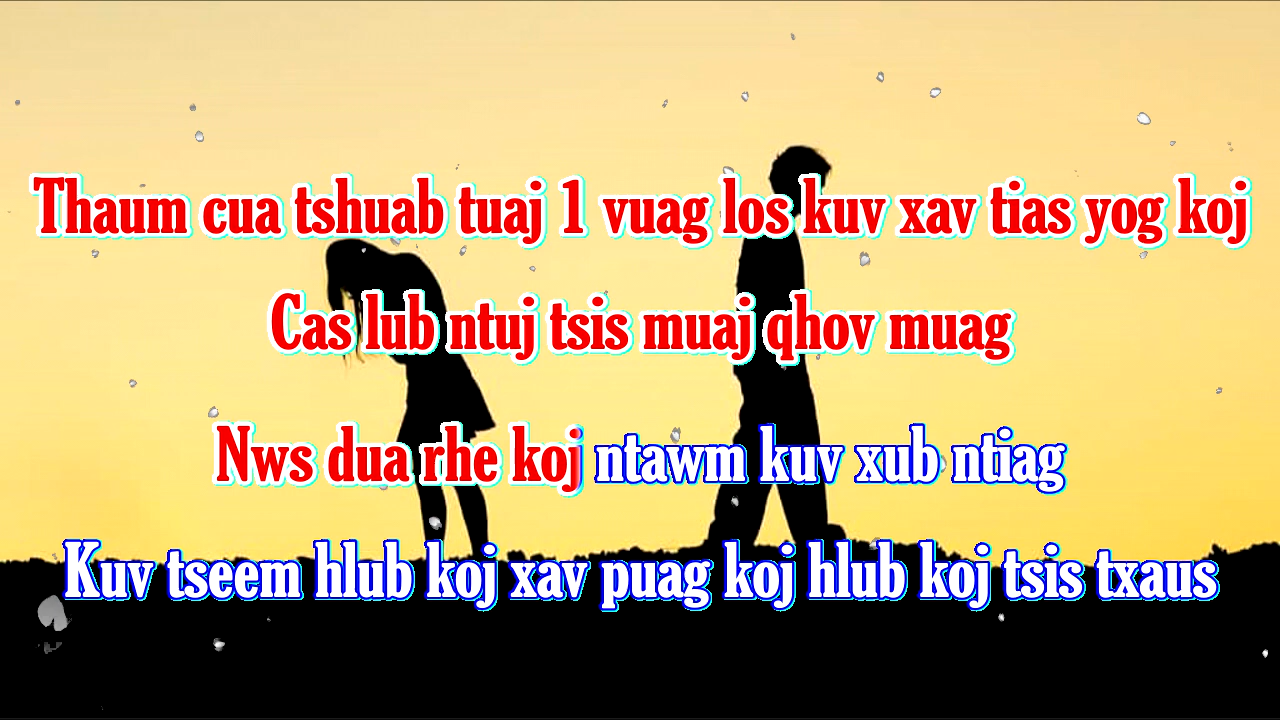 Thaum cua tshuab tuaj 1 vuag los kuv xav tias yog koj
Cas lub ntuj tsis muaj qhov muag
Nws dua rhe koj ntawm kuv xub ntiag
Kuv tseem hlub koj xav puag koj hlub koj tsis txaus